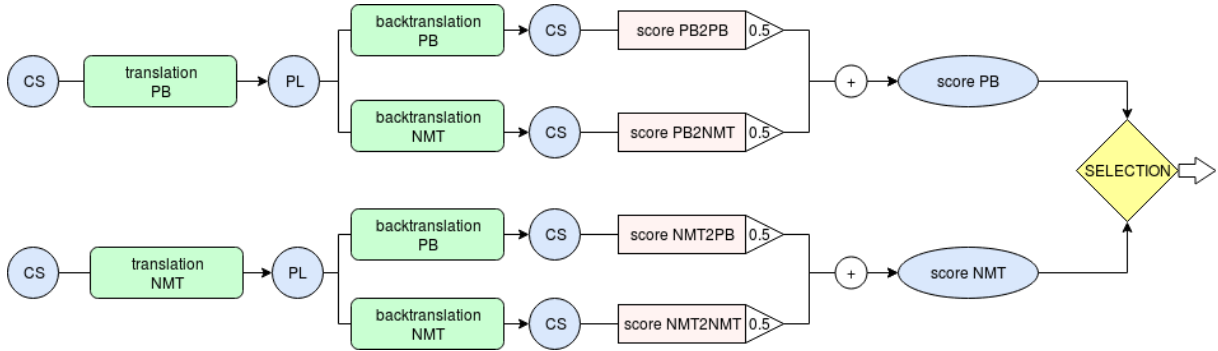 backtranslation
PB
CS
score PB2PB
0.5
CS
translation
PB
PL
+
score PB
backtranslation
NMT
CS
score PB2NMT
0.5
SELECTION
backtranslation
PB
CS
score NMT2PB
0.5
CS
translation
NMT
PL
+
score NMT
backtranslation
NMT
CS
score NMT2NMT
0.5